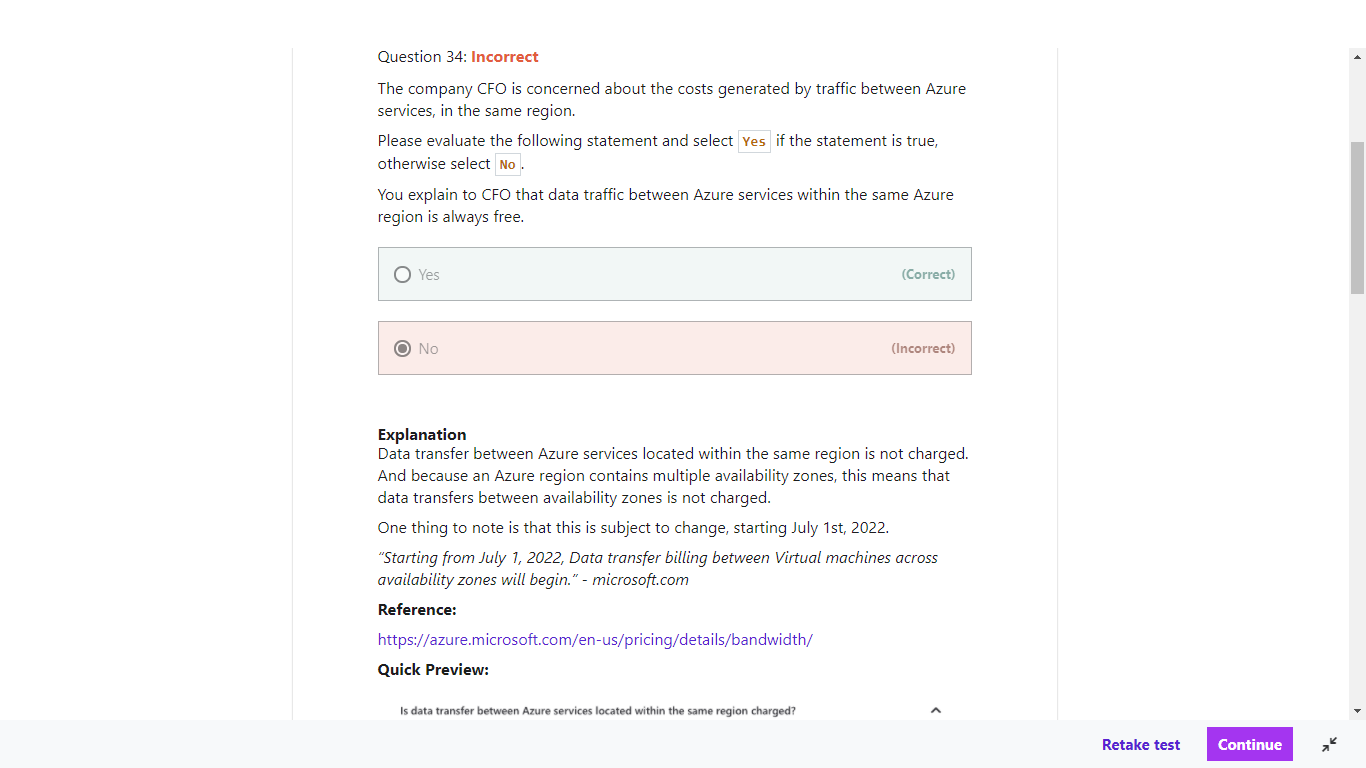 Question 34: Incorrect
The company CFO is concerned about the costs generated by traffic between Azure
services, in the same region.
Please evaluate the following statement and select Yes if the statement is true,
otherwise select No.
You explain to CFO that data traffic between Azure services within the same Azure
region is always free.
Yes (Correct)
No (Incorrect)
Explanation
Data transfer between Azure services located within the same region is not charged.
And because an Azure region contains multiple availability zones, this means that
data transfers between availability zones is not charged.
One thing to note is that this is subject to change, starting July 1st, 2022.
“Starting from July 1, 2022, Data transfer billing between Virtual machines across
availability zones will begin.” - microsoft.com
Reference:
https://azure.microsoft.com/en-us/pricing/details/bandwidth/
Quick Preview:
Is data transfer between Azure services located within the same region charged?
Retake test Continue